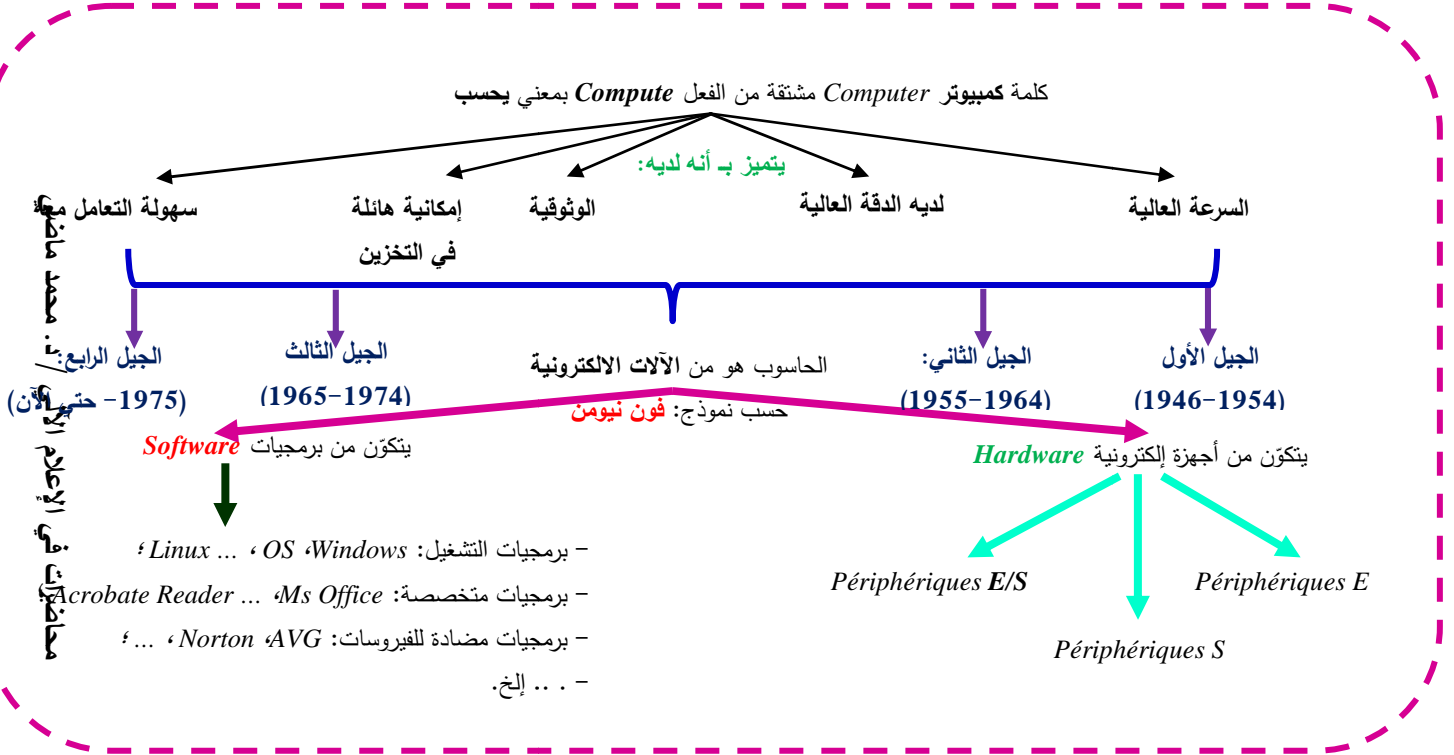 كلمة كمبيوتر Computer مشتقة من الفعل Compute بمعني يحسب
يتميز بـ أنه لديه:
السرعة العالية
لديه الدقة العالية
الوثوقية
إمكانية هائلة
في التخزين
سهولة التعامل معه
الجيل الأول
(1946-1954)
الجيل الثاني:
(1955-1964)
الحاسوب هو من الآلات الالكترونية
حسب نموذج: فون نيومن
الجيل الثالث
(1965-1974)
الجيل الرابع:
(1975- حتى الآن)
يتكوّن من أجهزة إلكترونية Hardware
Périphériques E
Périphériques S
Périphériques E/S
يتكوّن من برمجيات Software
- برمجيات التشغيل: Windows، OS ، ... Linux ؛
- برمجيات متخصصة: Ms Office، ... Acrobate Reader؛
- برمجيات مضادة للفيروسات: AVG، Norton ، ... ؛
- . .. إلخ.
محاضرات في الإعلام الآلي / د. محمد ماضي